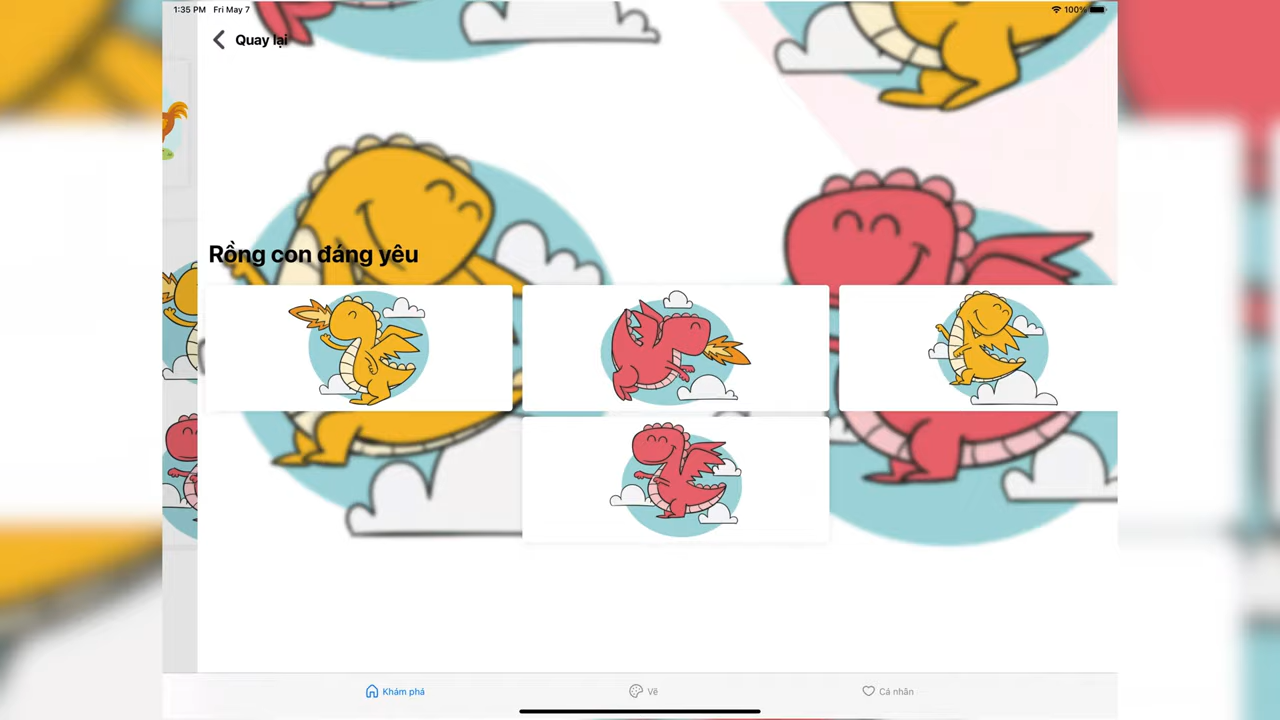 1:35 PM Fri May 7
100%
Quay lại
Rồng con đáng yêu
Khám phá
Vẽ
Cá nhân